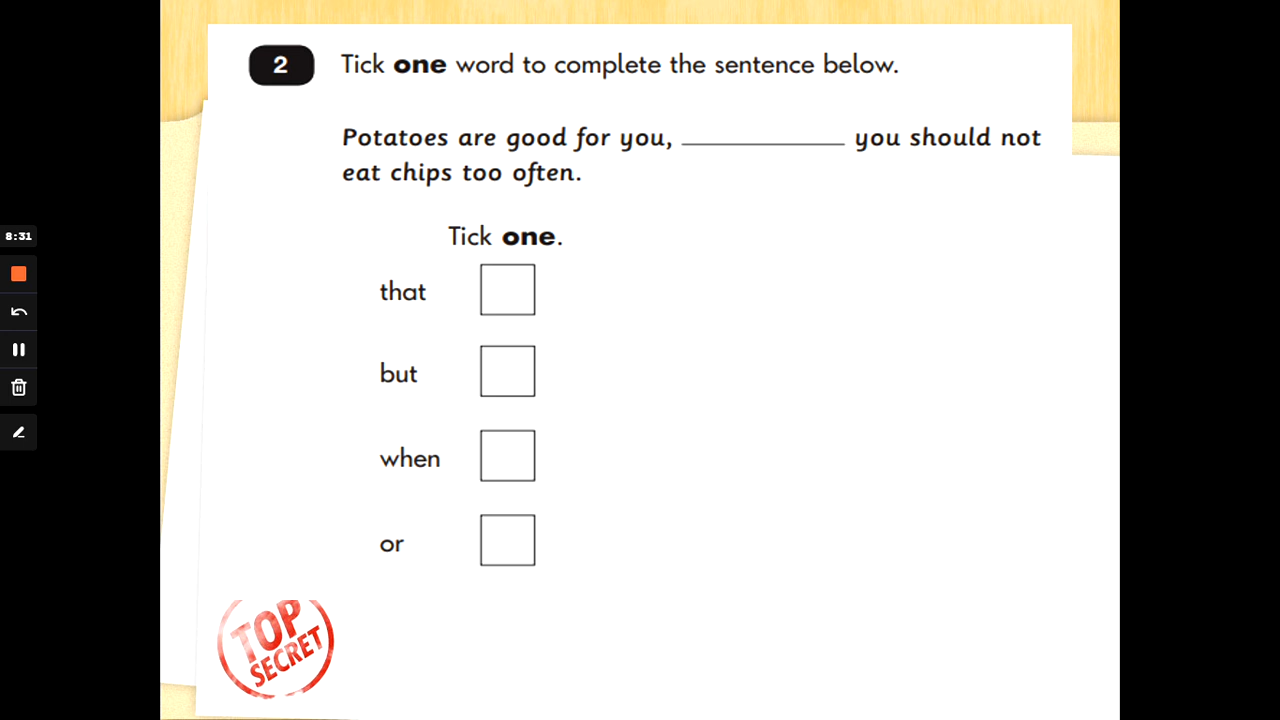 2 Tick one word to complete the sentence below.
Potatoes are good for you, __________ you should not
eat chips too often.
Tick one.
that
but
when
or
8:31
TOP
SECRET